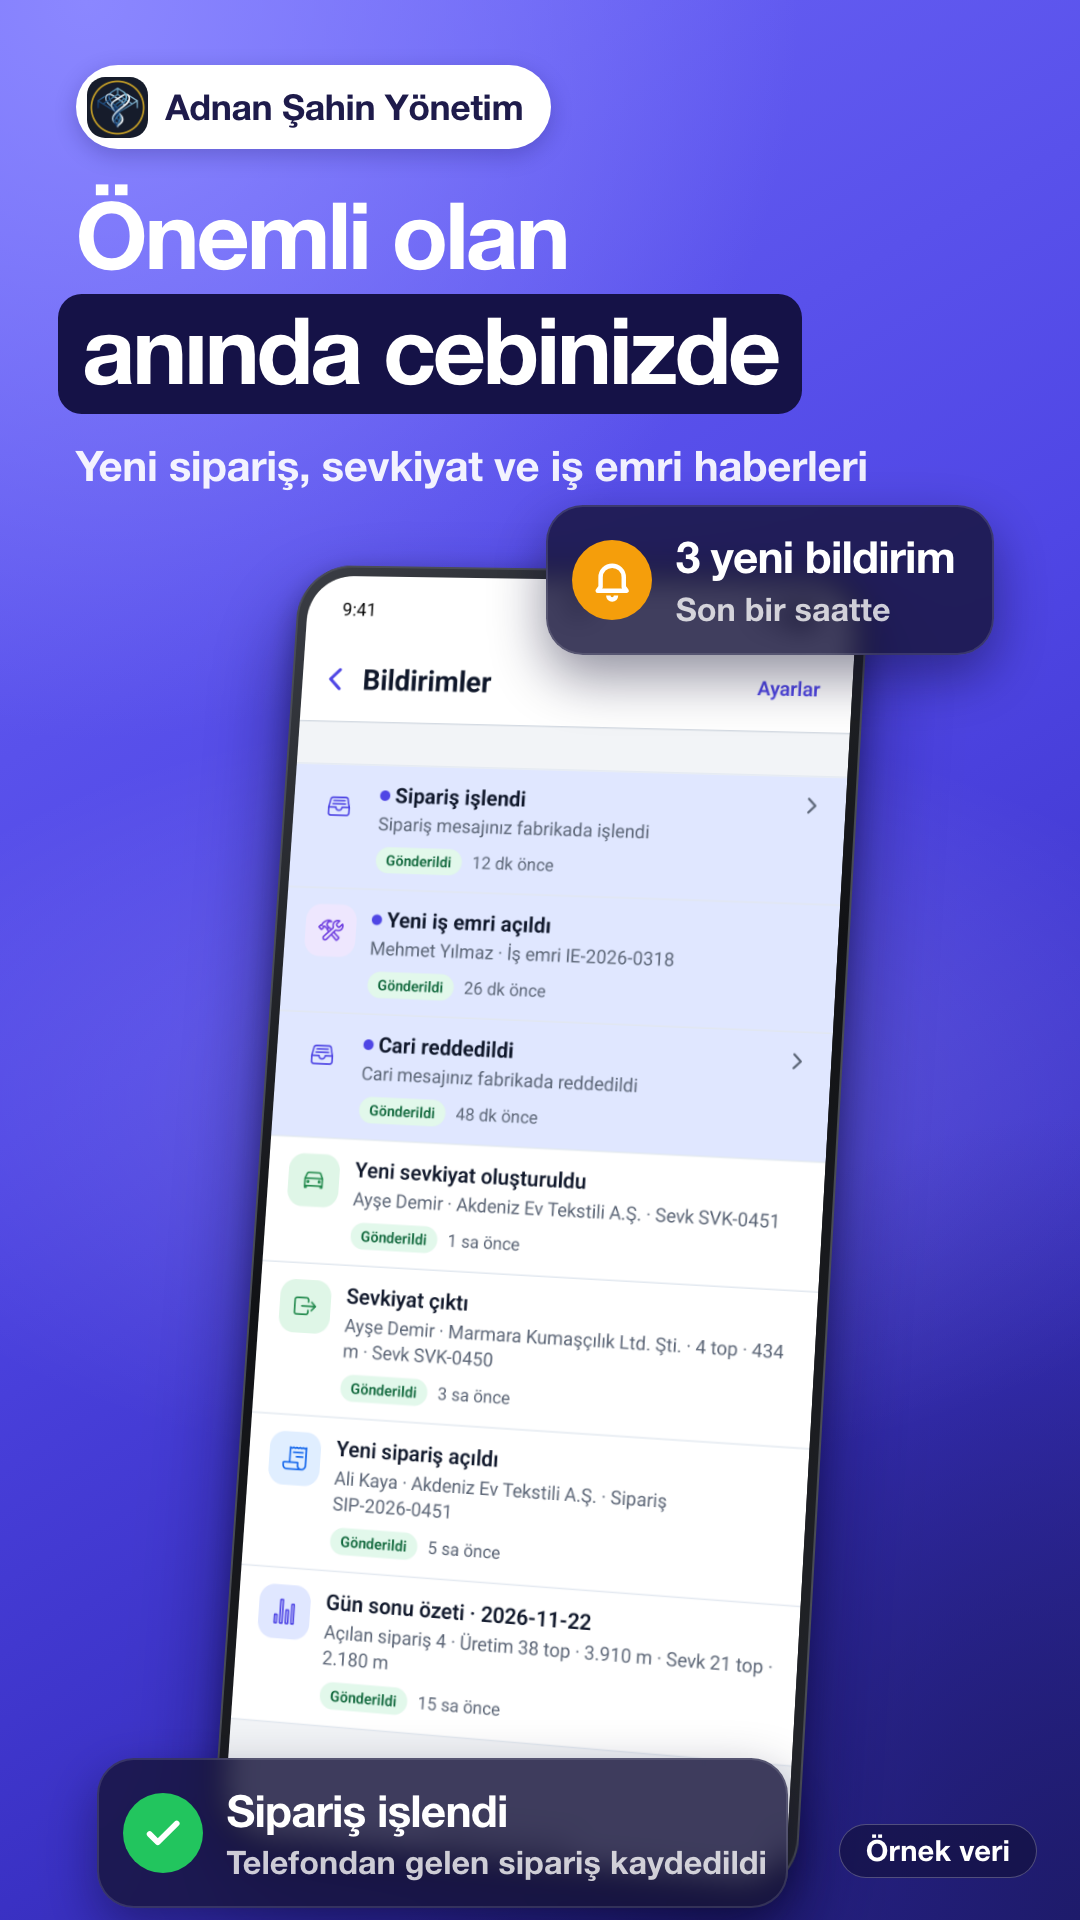 Adnan Şahin Yönetim
Önemli olan
anında cebinizde
Yeni sipariş, sevkiyat ve iş emri haberleri
3 yeni bildirim
Son bir saatte
9:41
Bildirimler
Ayarlar
Sipariş işlendi
Sipariş mesajınız fabrikada işlendi
Gönderildi 12 dk önce
Yeni iş emri açıldı
Mehmet Yılmaz · İş emri IE-2026-0318
Gönderildi 26 dk önce
Cari reddedildi
Cari mesajınız fabrikada reddedildi
Gönderildi 48 dk önce
Yeni sevkiyat oluşturuldu
Ayşe Demir · Akdeniz Ev Tekstili A.Ş. · Sevk SVK-0451
Gönderildi 1 sa önce
Sevkiyat çıktı
Ayşe Demir · Marmara Kumaşçılık Ltd. Şti. · 4 top · 434
m · Sevk SVK-0450
Gönderildi 3 sa önce
Yeni sipariş açıldı
Ali Kaya · Akdeniz Ev Tekstili A.Ş. · Sipariş
SIP-2026-0451
Gönderildi 5 sa önce
Gün sonu özeti · 2026-11-22
Açılan sipariş 4 · Üretim 38 top · 3.910 m · Sevk 21 top ·
2.180 m
Gönderildi 15 sa önce
Sipariş işlendi
Telefondan gelen sipariş kaydedildi
Örnek veri